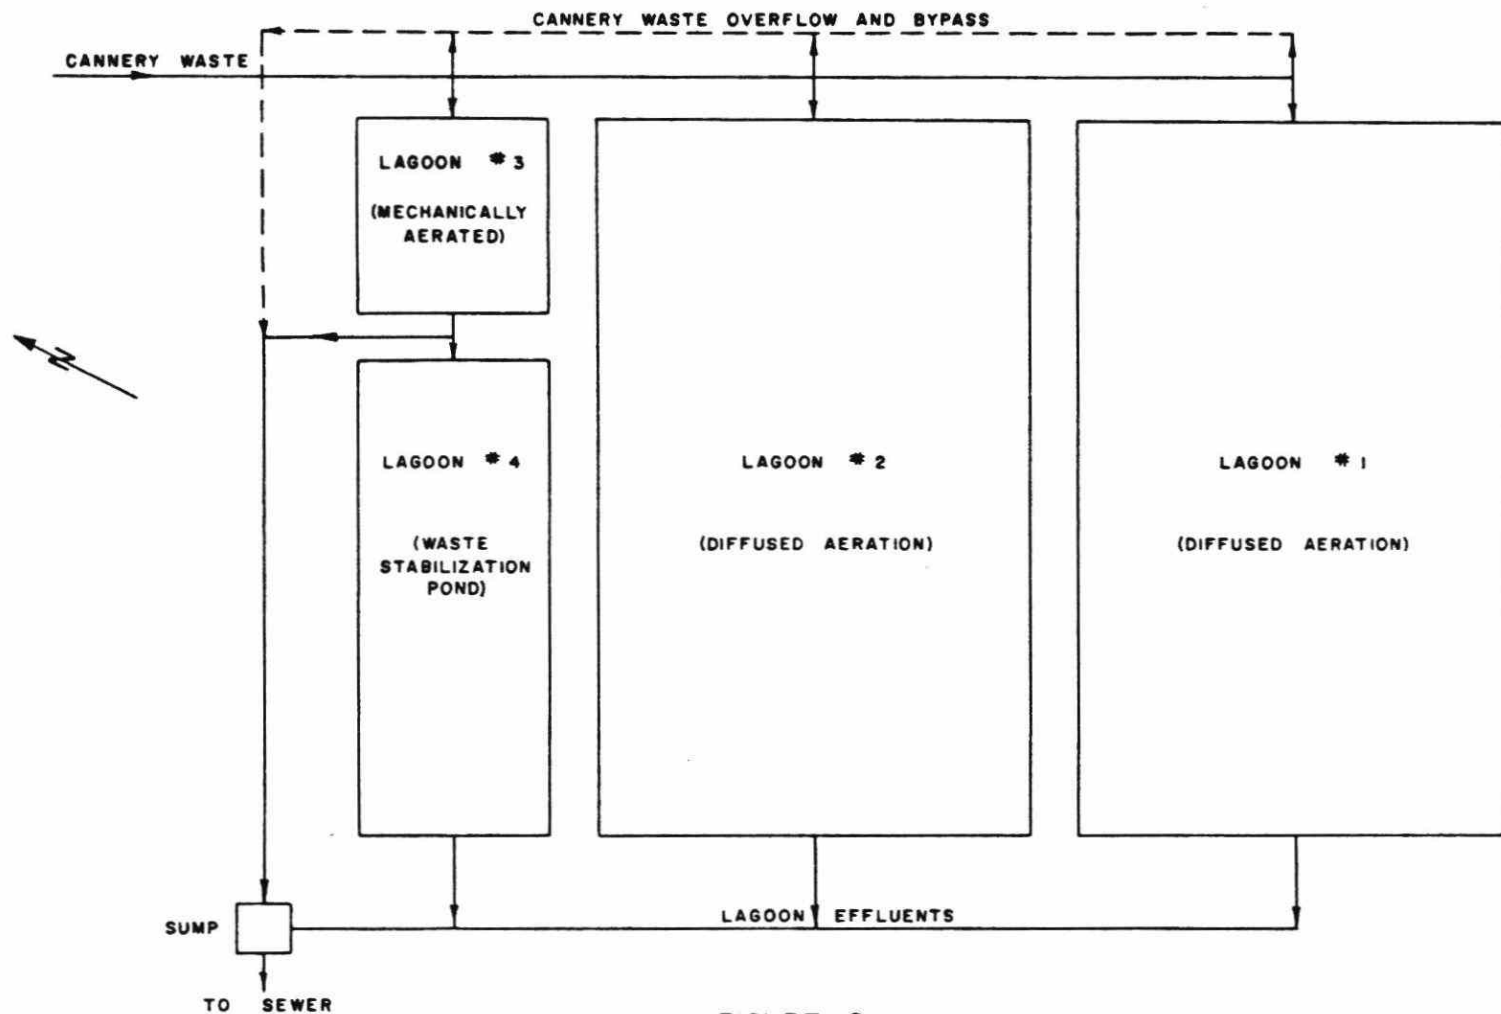 CANNERY WASTE OVERFLOW AND BYPASS
CANNERY WASTE
LAGOON #3
(MECHANICALLY
AERATED)
N
LAGOON #4
(WASTE
STABILIZATION
POND)
LAGOON #2
(DIFFUSED AERATION)
LAGOON #1
(DIFFUSED AERATION)
LAGOON EFFLUENTS
SUMP
TO SEWER